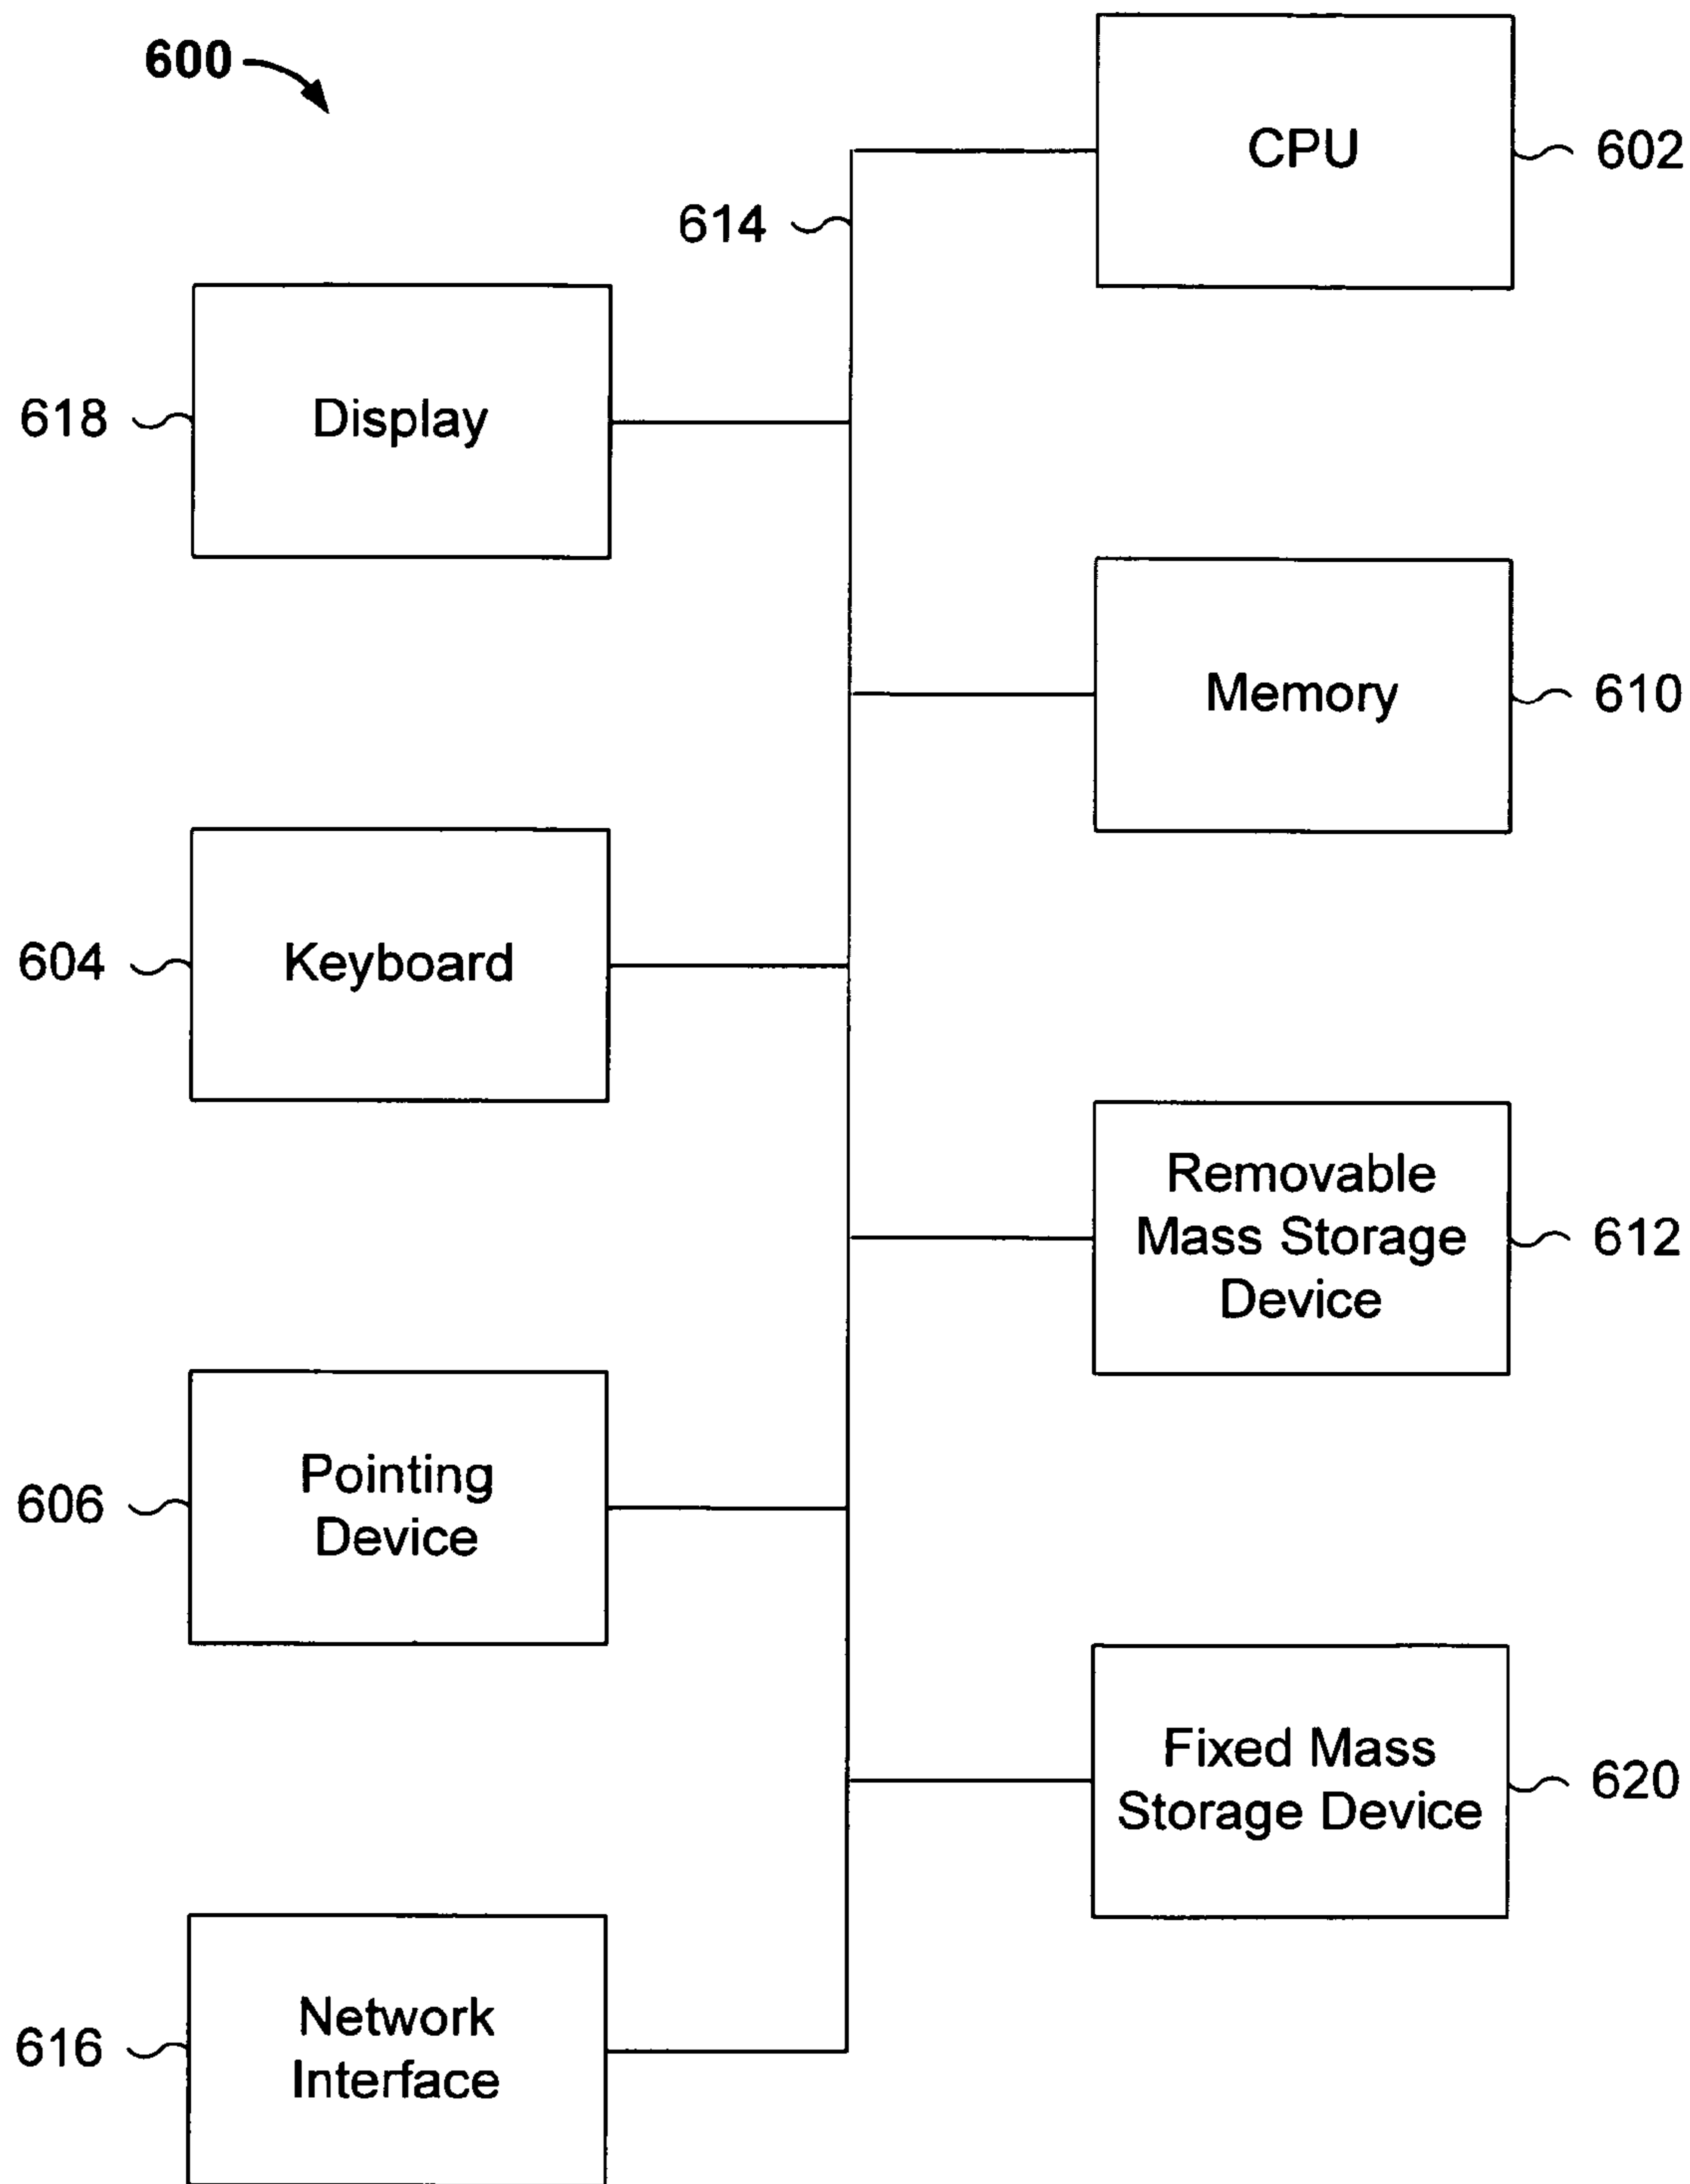 600
CPU
602
614
618
Display
Memory
610
604
Keyboard
Removable
Mass Storage
Device
612
606
Pointing
Device
Fixed Mass
Storage Device
620
616
Network
Interface